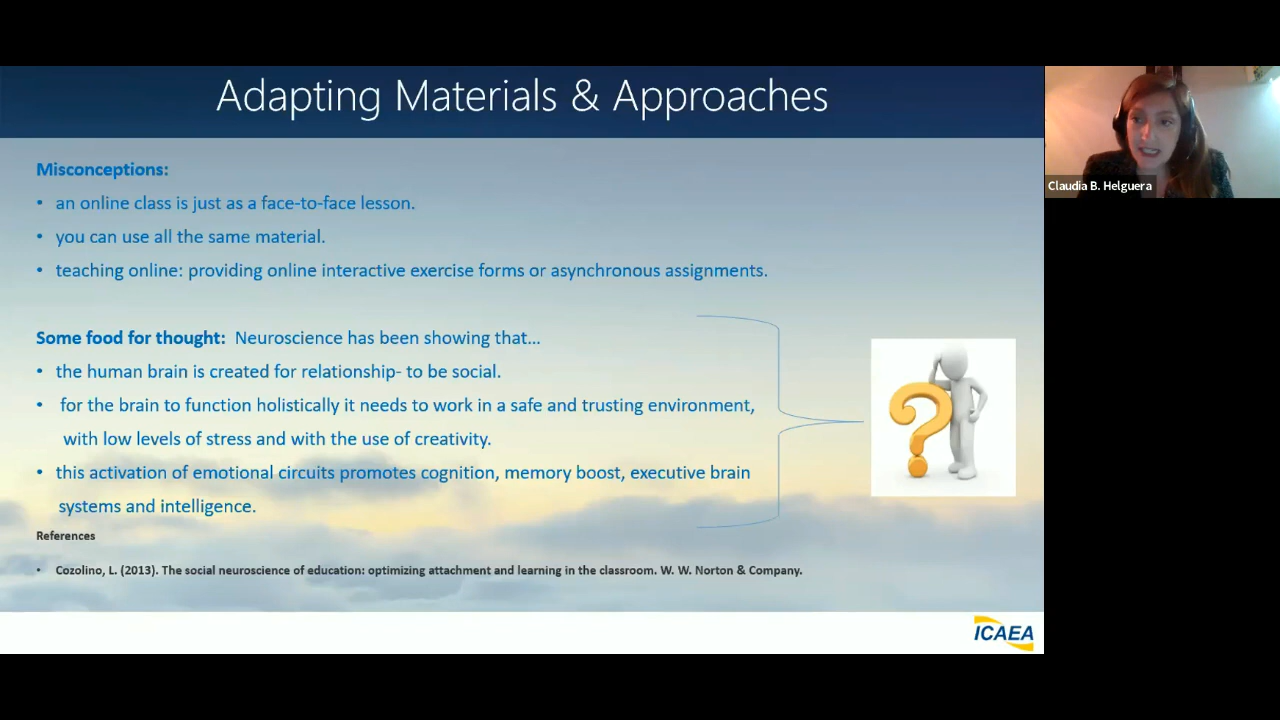 Adapting Materials & Approaches
Misconceptions:
• an online class is just as a face-to-face lesson.
• you can use all the same material.
• teaching online: providing online interactive exercise forms or asynchronous assignments.
Some food for thought: Neuroscience has been showing that...
• the human brain is created for relationship- to be social.
• for the brain to function holistically it needs to work in a safe and trusting environment,
with low levels of stress and with the use of creativity.
• this activation of emotional circuits promotes cognition, memory boost, executive brain
systems and intelligence.
References
• Cozolino, L. (2013). The social neuroscience of education: optimizing attachment and learning in the classroom. W. W. Norton & Company.
ICAEA
Claudia B. Helguera